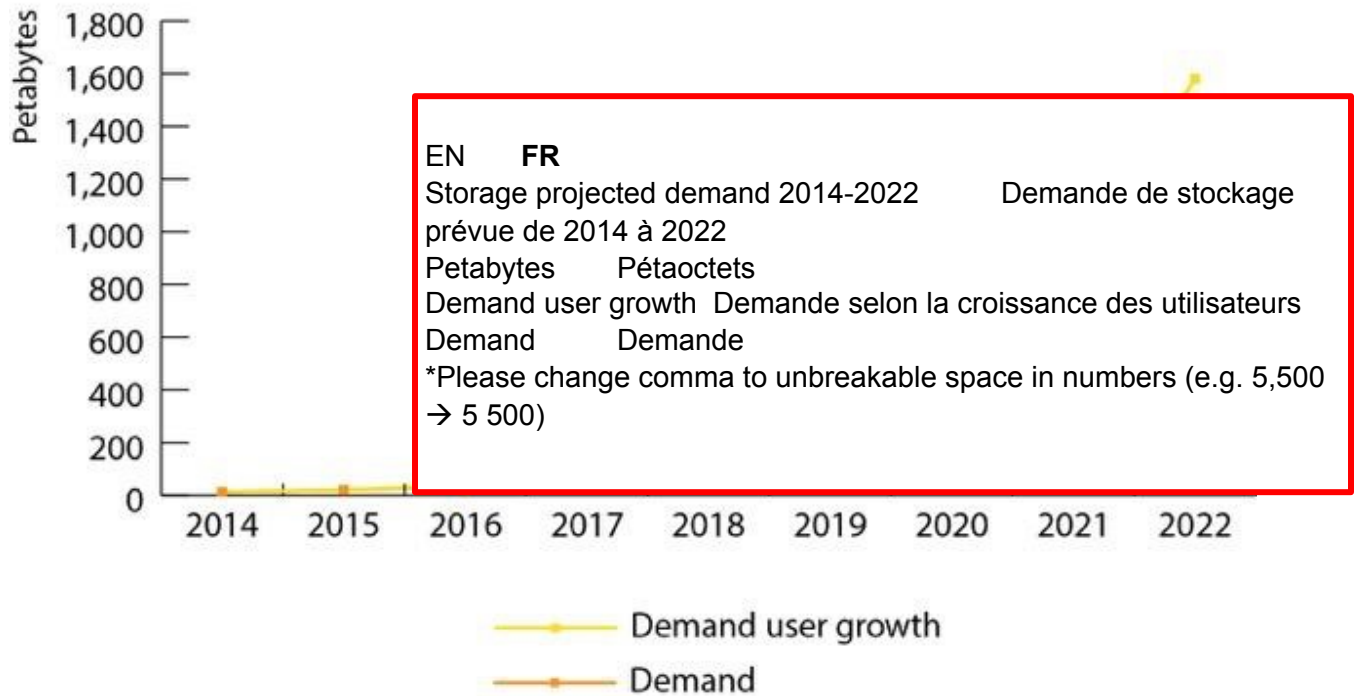 Petabytes
1,800
1,600
1,400
1,200
1,000
800
600
400
200
0
EN FR
Storage projected demand 2014-2022 Demande de stockage
prévue de 2014 à 2022
Petabytes Pétaoctets
Demand user growth Demande selon la croissance des utilisateurs
Demand Demande
*Please change comma to unbreakable space in numbers (e.g. 5,500
→ 5 500)
2014 2015 2016 2017 2018 2019 2020 2021 2022
Demand user growth
Demand